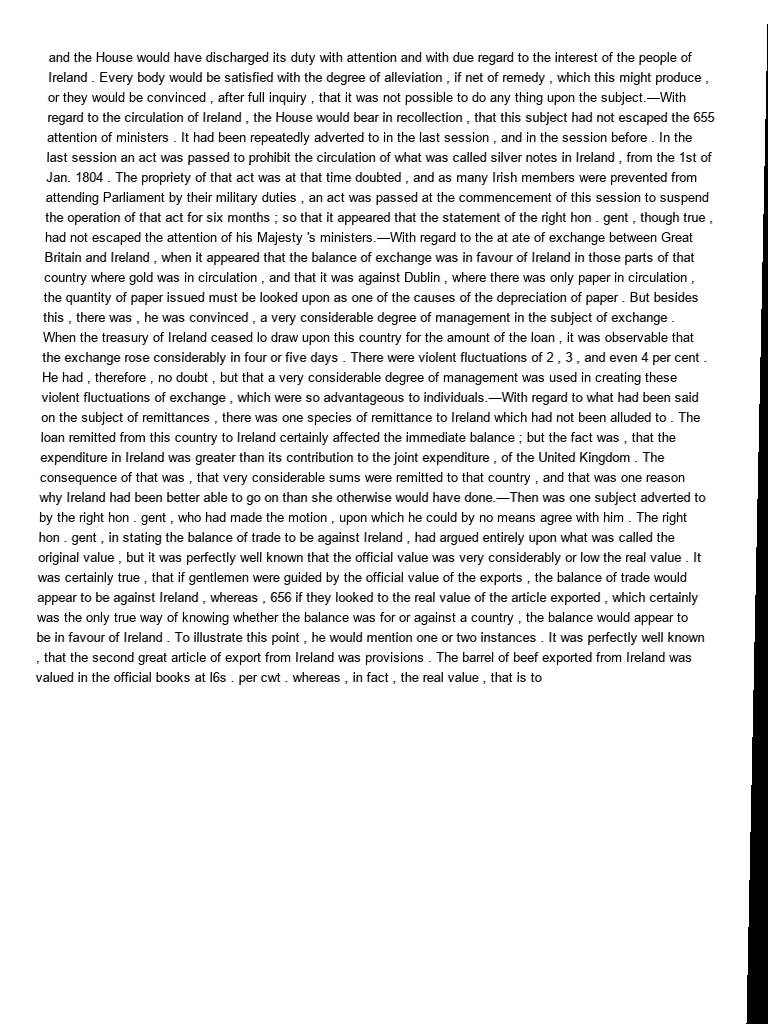 and the House would have discharged its duty with attention and with due regard to the interest of the people of
Ireland . Every body would be satisfied with the degree of alleviation , if net of remedy , which this might produce ,
or they would be convinced , after full inquiry , that it was not possible to do any thing upon the subject.—With
regard to the circulation of Ireland , the House would bear in recollection , that this subject had not escaped the 655
attention of ministers . It had been repeatedly adverted to in the last session , and in the session before . In the
last session an act was passed to prohibit the circulation of what was called silver notes in Ireland , from the 1st of
Jan. 1804 . The propriety of that act was at that time doubted , and as many Irish members were prevented from
attending Parliament by their military duties , an act was passed at the commencement of this session to suspend
the operation of that act for six months ; so that it appeared that the statement of the right hon . gent , though true ,
had not escaped the attention of his Majesty 's ministers.—With regard to the at ate of exchange between Great
Britain and Ireland , when it appeared that the balance of exchange was in favour of Ireland in those parts of that
country where gold was in circulation , and that it was against Dublin , where there was only paper in circulation ,
the quantity of paper issued must be looked upon as one of the causes of the depreciation of paper . But besides
this , there was , he was convinced , a very considerable degree of management in the subject of exchange .
When the treasury of Ireland ceased lo draw upon this country for the amount of the loan , it was observable that
the exchange rose considerably in four or five days . There were violent fluctuations of 2 , 3 , and even 4 per cent .
He had , therefore , no doubt , but that a very considerable degree of management was used in creating these
violent fluctuations of exchange , which were so advantageous to individuals.—With regard to what had been said
on the subject of remittances , there was one species of remittance to Ireland which had not been alluded to . The
loan remitted from this country to Ireland certainly affected the immediate balance ; but the fact was , that the
expenditure in Ireland was greater than its contribution to the joint expenditure , of the United Kingdom . The
consequence of that was , that very considerable sums were remitted to that country , and that was one reason
why Ireland had been better able to go on than she otherwise would have done.—Then was one subject adverted to
by the right hon . gent , who had made the motion , upon which he could by no means agree with him . The right
hon . gent , in stating the balance of trade to be against Ireland , had argued entirely upon what was called the
original value , but it was perfectly well known that the official value was very considerably or low the real value . It
was certainly true , that if gentlemen were guided by the official value of the exports , the balance of trade would
appear to be against Ireland , whereas , 656 if they looked to the real value of the article exported , which certainly
was the only true way of knowing whether the balance was for or against a country , the balance would appear to
be in favour of Ireland . To illustrate this point , he would mention one or two instances . It was perfectly well known
, that the second great article of export from Ireland was provisions . The barrel of beef exported from Ireland was
valued in the official books at l6s . per cwt . whereas , in fact , the real value , that is to